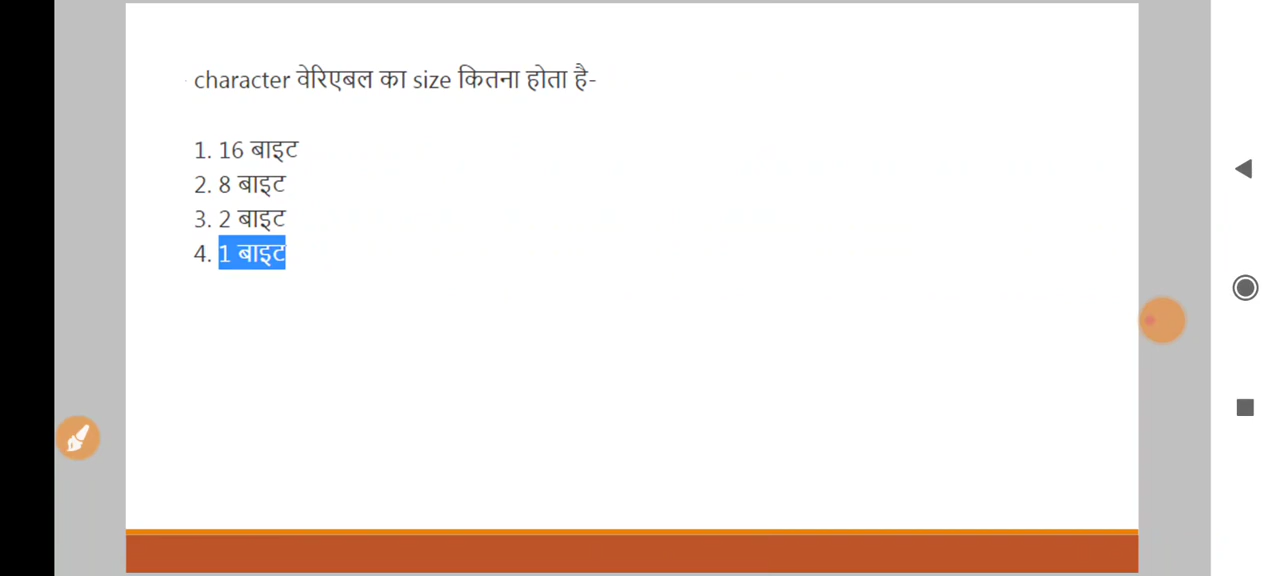 character वेरिएबल का size कितना होता है-
1. 16 बाइट
2. 8 बाइट
3. 2 बाइट
4. 1 बाइट